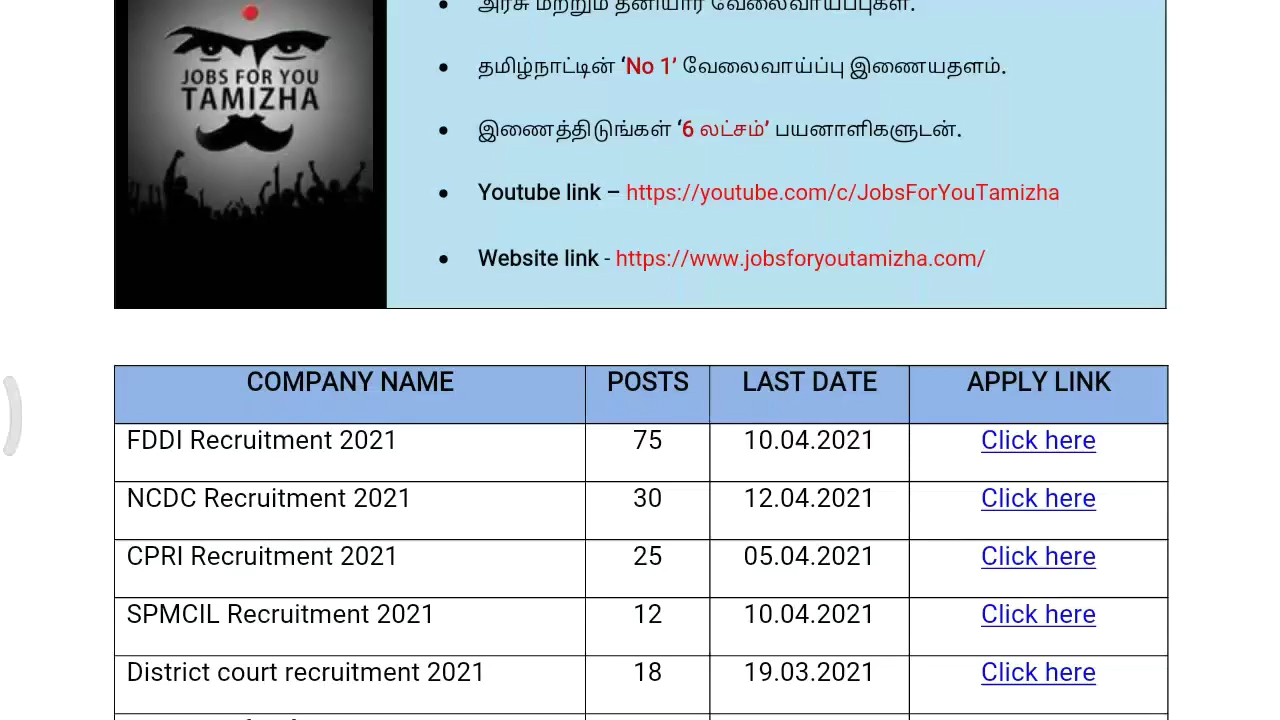 JOBS FOR YOU
TAMIZHA
• அரசு மற்றும் தனியார் வேலைவாய்ப்புகள்.
• தமிழ்நாட்டின் ‘No 1’ வேலைவாய்ப்பு இணையதளம்.
• இணைத்திடுங்கள் ‘6 லட்சம்’ பயனாளிகளுடன்.
• Youtube link – https://youtube.com/c/JobsForYouTamizha
• Website link - https://www.jobsforyoutamizha.com/
COMPANY NAME POSTS LAST DATE APPLY LINK
FDDI Recruitment 2021 75 10.04.2021 Click here
NCDC Recruitment 2021 30 12.04.2021 Click here
CPRI Recruitment 2021 25 05.04.2021 Click here
SPMCIL Recruitment 2021 12 10.04.2021 Click here
District court recruitment 2021 18 19.03.2021 Click here